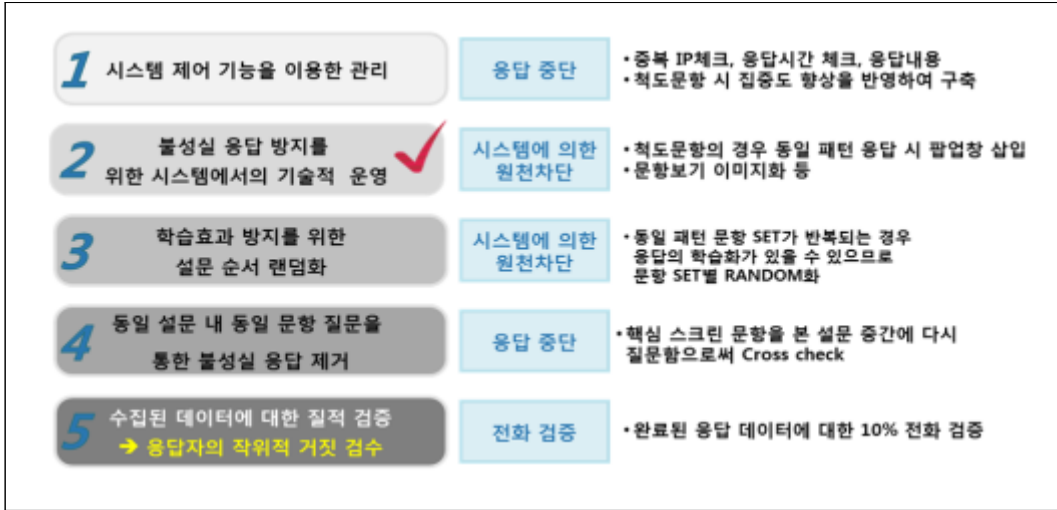 1 시스템 제어 기능을 이용한 관리
응답 중단
•중복 IP체크, 응답시간 체크, 응답내용
•척도문항 시 집중도 향상을 반영하여 구축
2 불성실 응답 방지를
위한 시스템에서의 기술적 운영
시스템에 의한
원천차단
•척도문항의 경우 동일 패턴 응답 시 팝업창 삽입
•문항보기 이미지화 등
3 학습효과 방지를 위한
설문 순서 랜덤화
시스템에 의한
원천차단
•동일 패턴 문항 SET가 반복되는 경우
응답의 학습화가 있을 수 있으므로
문항 SET별 RANDOM화
4 동일 설문 내 동일 문항 질문을
통한 불성실 응답 제거
응답 중단
•핵심 스크린 문항을 본 설문 중간에 다시
질문함으로써 Cross check
5 수집된 데이터에 대한 질적 검증
→ 응답자의 작위적 거짓 검수
전화 검증
•완료된 응답 데이터에 대한 10% 전화 검증